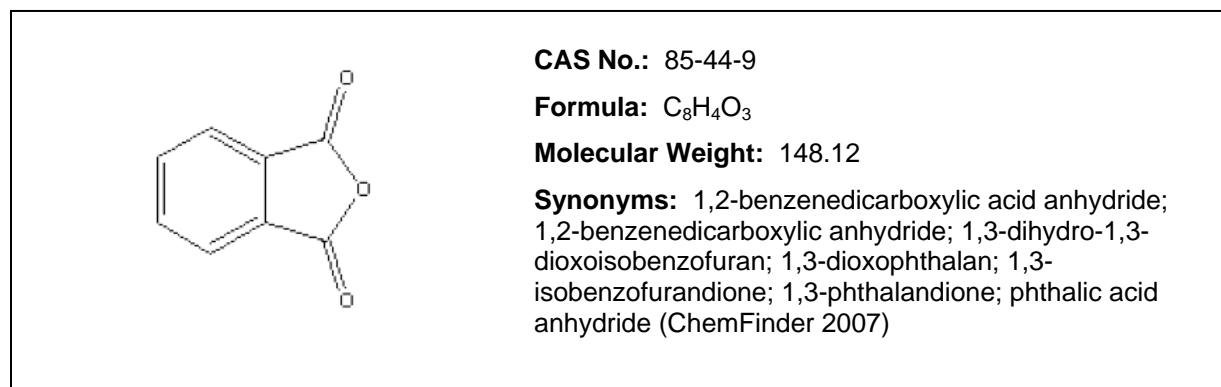 O
O
O
CAS No.: 85-44-9
Formula: C₈H₄O₃
Molecular Weight: 148.12
Synonyms: 1,2-benzenedicarboxylic acid anhydride;
1,2-benzenedicarboxylic anhydride; 1,3-dihydro-1,3-
dioxoisobenzofuran; 1,3-dioxophthalan; 1,3-
isobenzofurandione; 1,3-phthalandione; phthalic acid
anhydride (ChemFinder 2007)